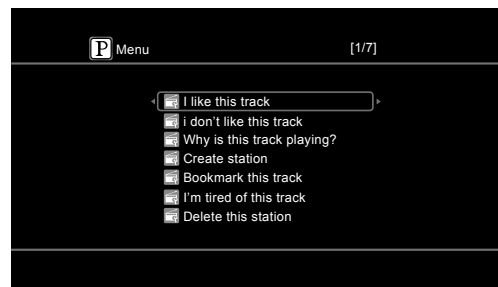 P Menu [1/7]
I like this track
i don't like this track
Why is this track playing?
Create station
Bookmark this track
I'm tired of this track
Delete this station